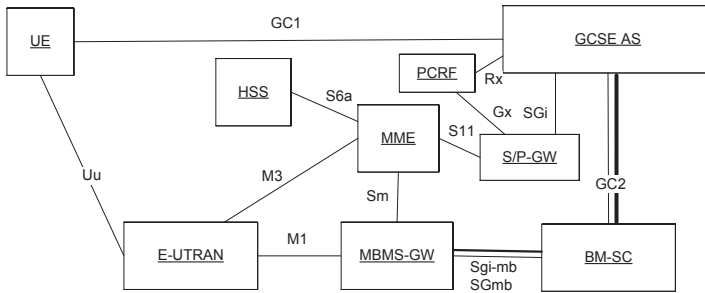 GC1
UE
GCSE AS
PCRF
Rx
HSS
S6a
Gx
SGi
MME
S11
S/P-GW
Uu
M3
Sm
GC2
E-UTRAN
M1
MBMS-GW
Sgi-mb
SGmb
BM-SC